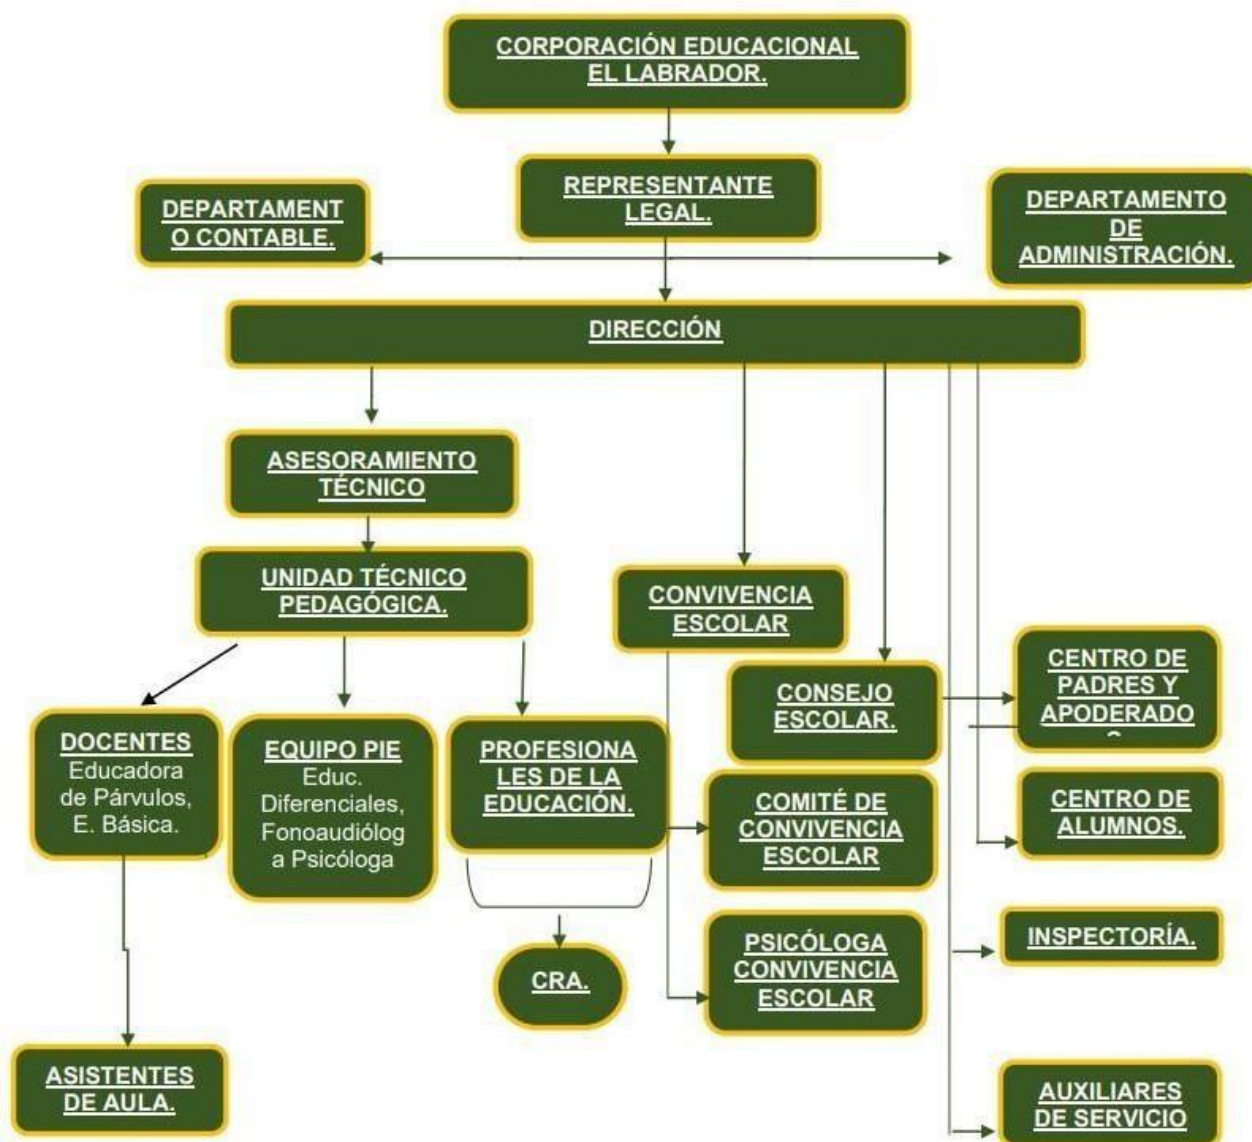 CORPORACIÓN EDUCACIONAL
EL LABRADOR.
REPRESENTANTE
LEGAL.
DEPARTAMENT
O CONTABLE.
DEPARTAMENTO
DE
ADMINISTRACIÓN.
DIRECCIÓN
ASESORAMIENTO
TÉCNICO
UNIDAD TÉCNICO
PEDAGÓGICA.
CONVIVENCIA
ESCOLAR
CONSEJO
ESCOLAR.
CENTRO DE
PADRES Y
APODERADO
DOCENTES
Educadora
de Párvulos,
E. Básica.
EQUIPO PIE
Educ.
Diferenciales,
Fonoaudiólog
a Psicóloga
PROFESIONA
LES DE LA
EDUCACIÓN.
COMITÉ DE
CONVIVENCIA
ESCOLAR
CENTRO DE
ALUMNOS.
CRA.
PSICÓLOGA
CONVIVENCIA
ESCOLAR
INSPECTORÍA.
ASISTENTES
DE AULA.
AUXILIARES
DE SERVICIO